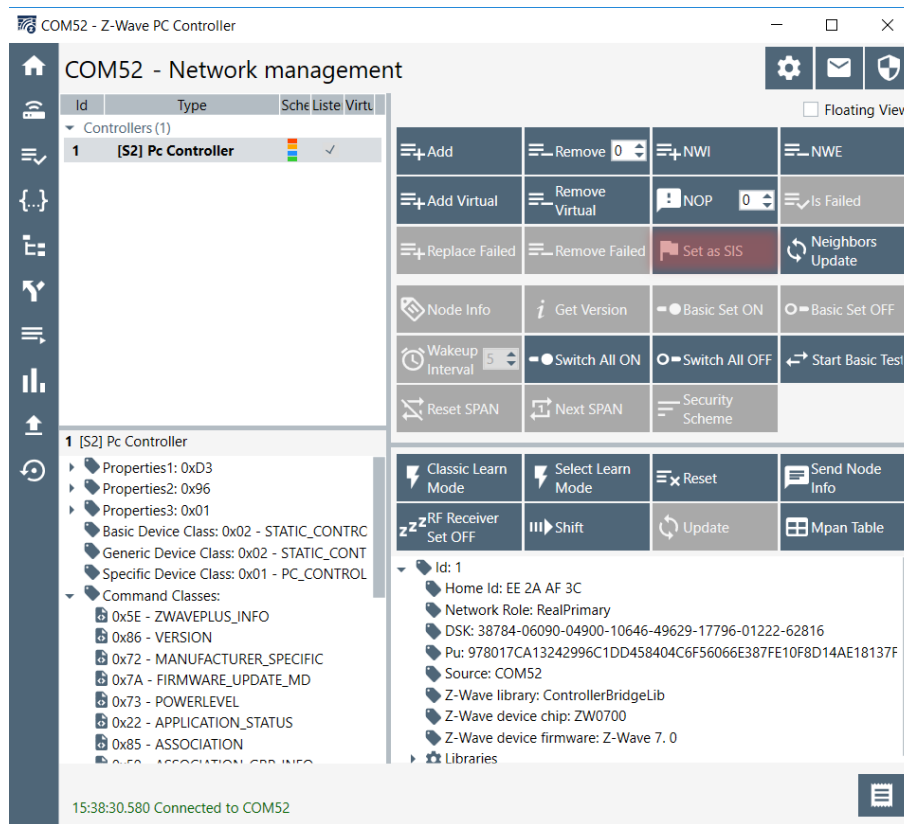 COM52 - Z-Wave PC Controller
COM52 - Network management
Id Type Sche Liste Virtu
Floating View
Controllers (1)
1 [S2] Pc Controller
Add
Remove 0
NWI
NWE
Add Virtual
Remove Virtual
NOP 0
Is Failed
Replace Failed
Remove Failed
Set as SIS
Neighbors Update
Node Info
Get Version
Basic Set ON
Basic Set OFF
Wakeup Interval 5
Switch All ON
Switch All OFF
Start Basic Test
Reset SPAN
Next SPAN
Security Scheme
1 [S2] Pc Controller
Properties1: 0xD3
Properties2: 0x96
Properties3: 0x01
Basic Device Class: 0x02 - STATIC_CONTRC
Generic Device Class: 0x02 - STATIC_CONT
Specific Device Class: 0x01 - PC_CONTROL
Command Classes:
0x5E - ZWAVEPLUS_INFO
0x86 - VERSION
0x72 - MANUFACTURER_SPECIFIC
0x7A - FIRMWARE_UPDATE_MD
0x73 - POWERLEVEL
0x22 - APPLICATION_STATUS
0x85 - ASSOCIATION
Classic Learn Mode
Select Learn Mode
Reset
Send Node Info
RF Receiver Set OFF
Shift
Update
Mpan Table
Id: 1
Home Id: EE 2A AF 3C
Network Role: RealPrimary
DSK: 38784-06090-04900-10646-49629-17796-01222-62816
Pu: 978017CA13242996C1DD458404C6F56066E387FE10F8D14AE18137F
Source: COM52
Z-Wave library: ControllerBridgeLib
Z-Wave device chip: ZW0700
Z-Wave device firmware: Z-Wave 7. 0
Libraries
15:38:30.580 Connected to COM52